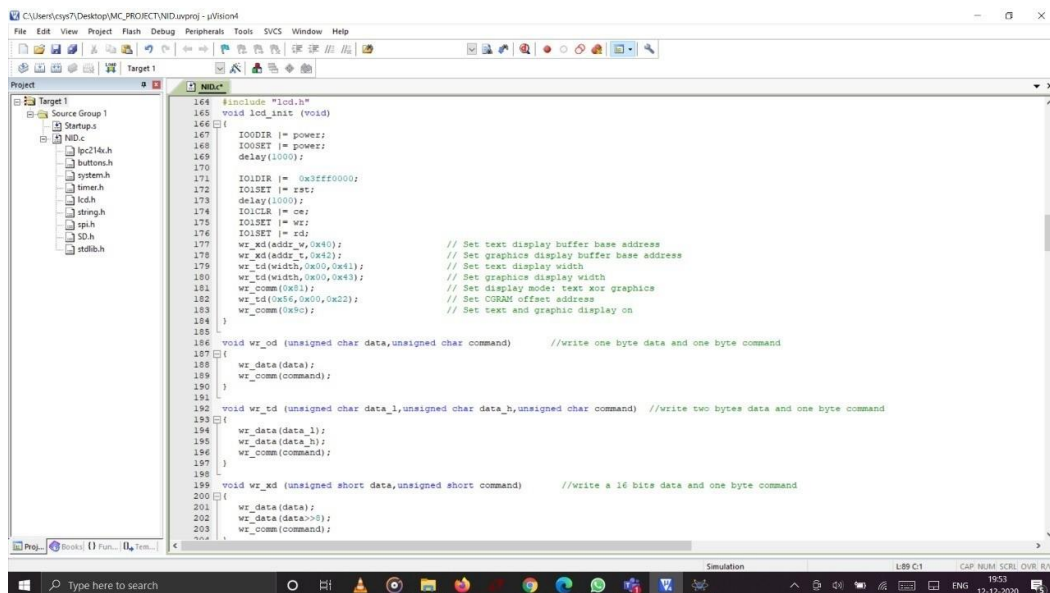 C:\Users\csys7\Desktop\MC_PROJECT\NID.uvproj - µVision4
File Edit View Project Flash Debug Peripherals Tools SVCS Window Help
Target 1
Project
NID.c*
Target 1
Source Group 1
Startup.s
NID.c
lpc214x.h
buttons.h
system.h
timer.h
lcd.h
string.h
spi.h
SD.h
stdlib.h
164 #include "lcd.h"
165 void lcd_init (void)
166 {
167 IO0DIR |= power;
168 IO0SET |= power;
169 delay(1000);
170
171 IO1DIR |= 0x3fff0000;
172 IO1SET |= rst;
173 delay(1000);
174 IO1CLR |= ce;
175 IO1SET |= wr;
176 IO1SET |= rd;
177 wr_xd(addr_w,0x40); // Set text display buffer base address
178 wr_xd(addr_t,0x42); // Set graphics display buffer base address
179 wr_td(width,0x00,0x41); // Set text display width
180 wr_td(width,0x00,0x43); // Set graphics display width
181 wr_comm(0x81); // Set display mode: text xor graphics
182 wr_td(0x56,0x00,0x22); // Set CGRAM offset address
183 wr_comm(0x9c); // Set text and graphic display on
184 }
185
186 void wr_od (unsigned char data,unsigned char command) //write one byte data and one byte command
187 {
188 wr_data(data);
189 wr_comm(command);
190 }
191
192 void wr_td (unsigned char data_l,unsigned char data_h,unsigned char command) //write two bytes data and one byte command
193 {
194 wr_data(data_l);
195 wr_data(data_h);
196 wr_comm(command);
197 }
198
199 void wr_xd (unsigned short data,unsigned short command) //write a 16 bits data and one byte command
200 {
201 wr_data(data);
202 wr_data(data>>8);
203 wr_comm(command);
Proj... Books {} Fun... Tem...
Simulation L:89 C:1 CAP NUM SCRL OVR R/W
Type here to search
ENG 19:53
12-12-2020